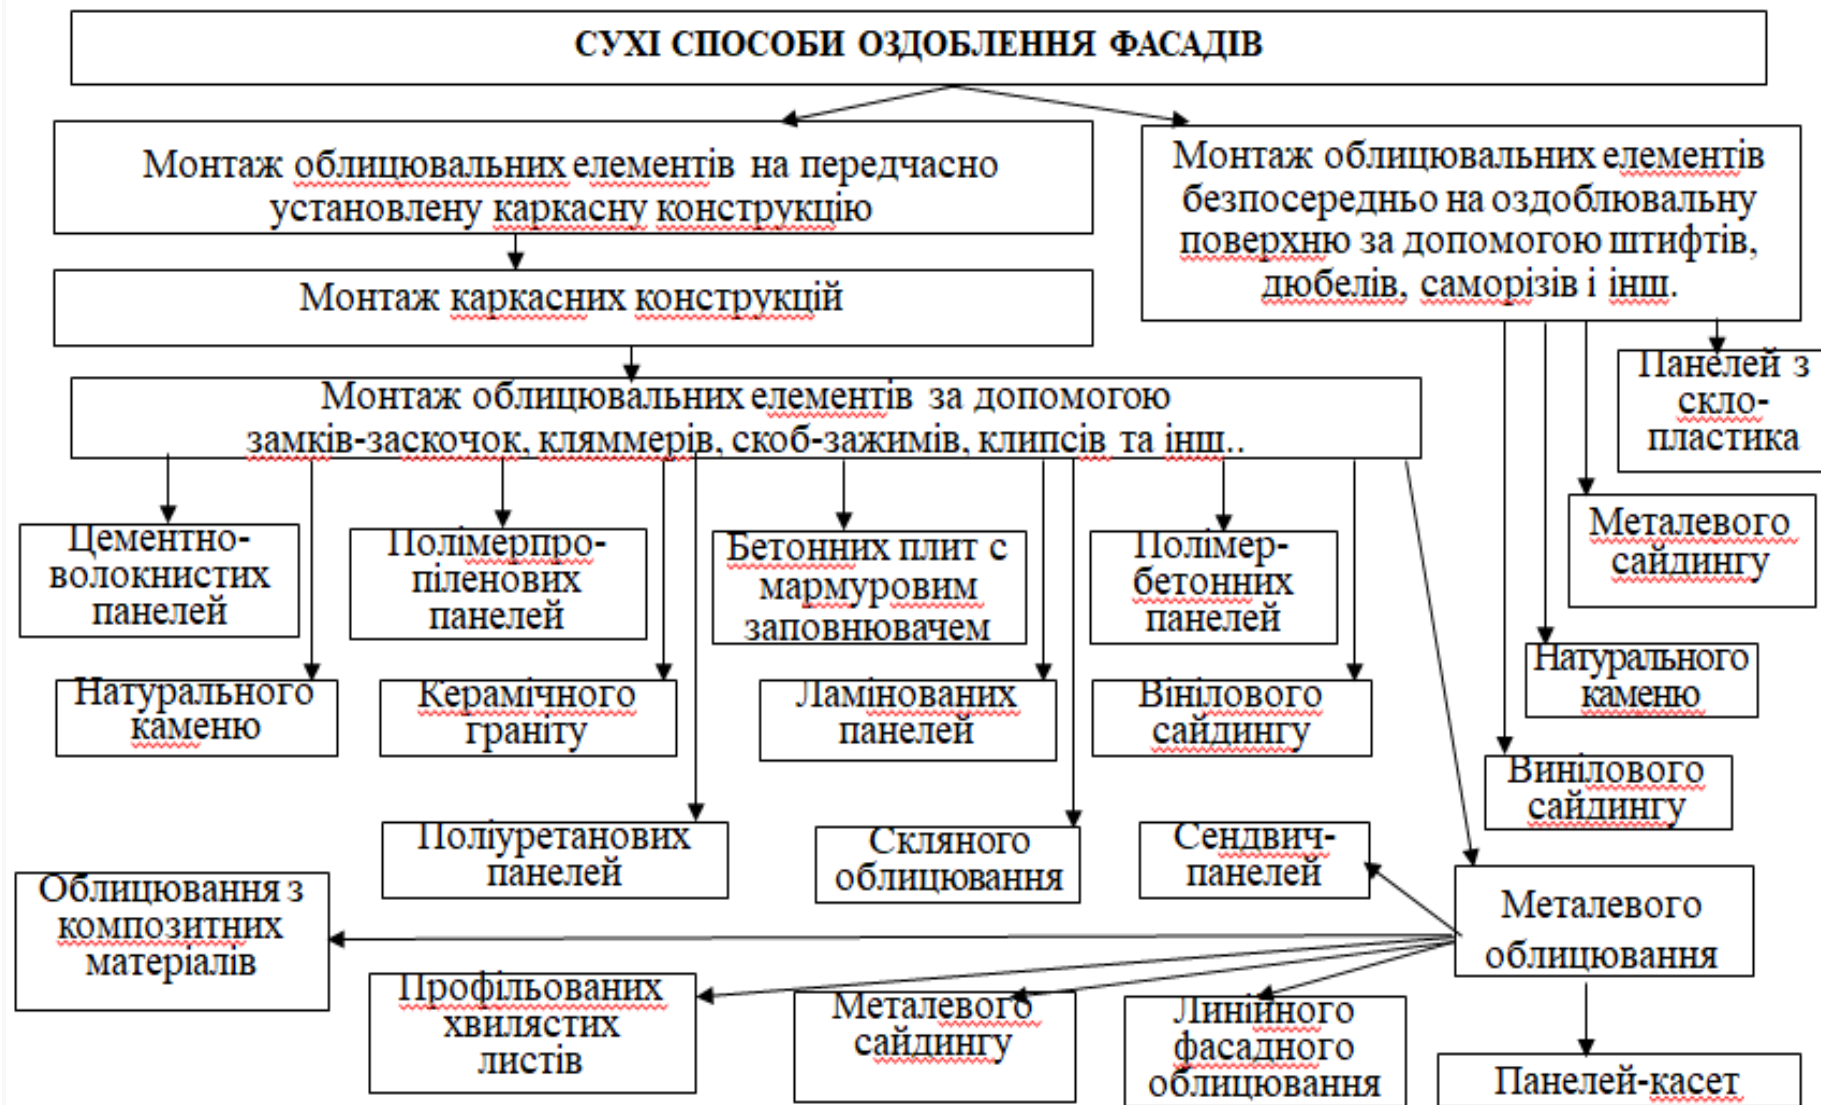 СУХІ СПОСОБИ ОЗДОБЛЕННЯ ФАСАДІВ
Монтаж облицювальних елементів на передчасно
установлену каркасну конструкцію
Монтаж облицювальних елементів
безпосередньо на оздоблювальну
поверхню за допомогою штифтів,
дюбелів, саморізів і інш.
Монтаж каркасних конструкцій
Монтаж облицювальних елементів за допомогою
замків-заскочок, кляммерів, скоб-зажимів, клипсів та інш..
Панелей з
скло-
пластика
Металевого
сайдингу
Натурального
каменю
Винілового
сайдингу
Цементно-
волокнистих
панелей
Полімерпро-
піленових
панелей
Бетонних плит с
мармуровим
заповнювачем
Полімер-
бетонних
панелей
Натурального
каменю
Керамічного
граніту
Ламінованих
панелей
Вінілового
сайдингу
Поліуретанових
панелей
Скляного
облицювання
Сендвич-
панелей
Металевого
облицювання
Облицювання з
композитних
матеріалів
Профільованих
хвилястих
листів
Металевого
сайдингу
Линійного
фасадного
облицювання
Панелей-касет